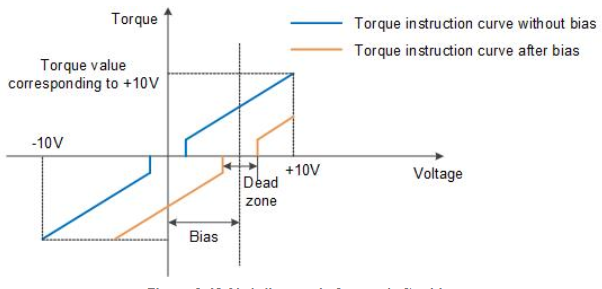 Torque
Torque instruction curve without bias
Torque instruction curve after bias
Torque value
corresponding to +10V
-10V
+10V
Voltage
Dead
zone
Bias